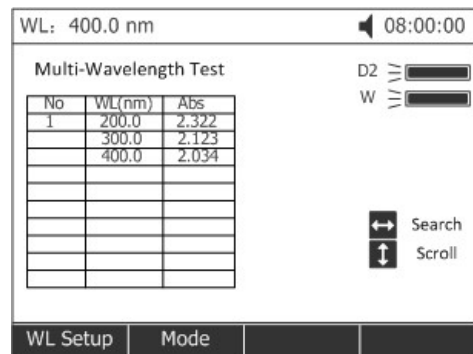 WL: 400.0 nm 08:00:00
Multi-Wavelength Test
D2
W
No WL(nm) Abs
1 200.0 2.322
300.0 2.123
400.0 2.034
Search
Scroll
WL Setup Mode